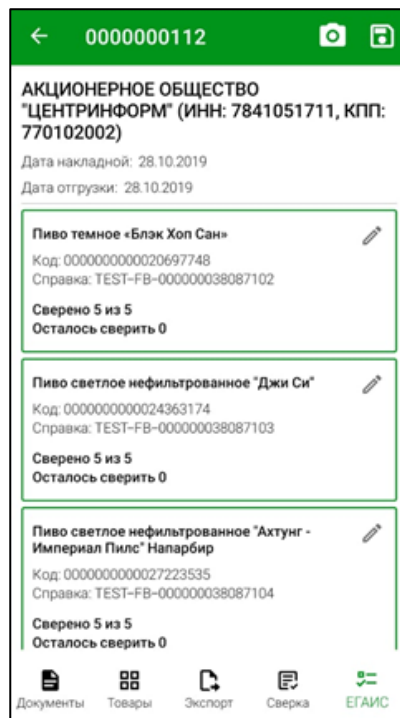 0000000112
АКЦИОНЕРНОЕ ОБЩЕСТВО
"ЦЕНТРИНФОРМ" (ИНН: 7841051711, КПП:
770102002)
Дата накладной: 28.10.2019
Дата отгрузки: 28.10.2019
Пиво темное «Блэк Хоп Сан»
Код: 0000000000020697748
Справка: TEST-FB-000000038087102
Сверено 5 из 5
Осталось сверить 0
Пиво светлое нефильтрованное "Джи Си"
Код: 0000000000024363174
Справка: TEST-FB-000000038087103
Сверено 5 из 5
Осталось сверить 0
Пиво светлое нефильтрованное "Ахтунг -
Империал Пилс" Напарбир
Код: 0000000000027223535
Справка: TEST-FB-000000038087104
Сверено 5 из 5
Осталось сверить 0
Документы Товары Экспорт Сверка ЕГАИС